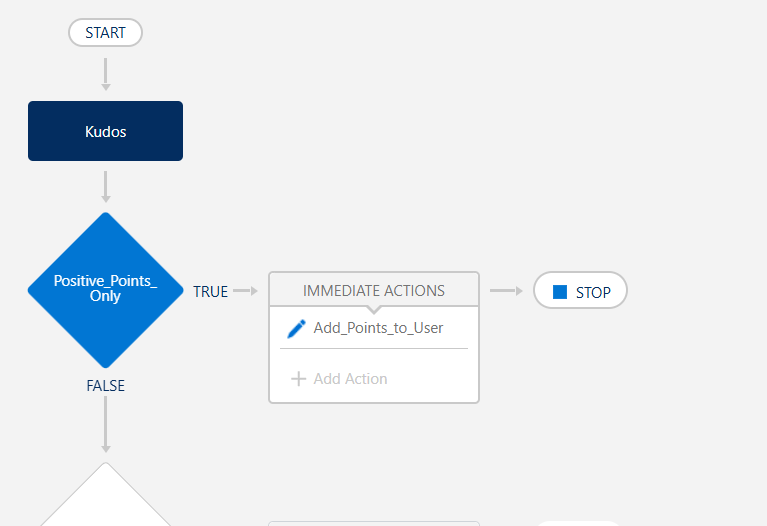 START
Kudos
Positive_Points_
Only
TRUE
IMMEDIATE ACTIONS
Add_Points_to_User
Add Action
STOP
FALSE